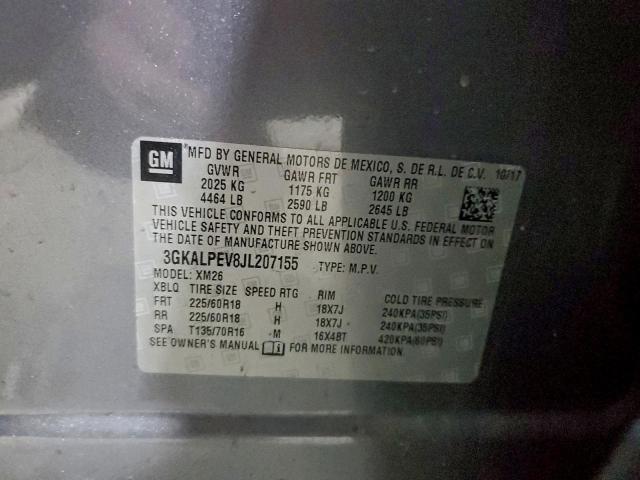 GM ®MFD BY GENERAL MOTORS DE MEXICO, S. DE R.L. DE C.V. 10/17
GVWR GAWR FRT GAWR RR
2025 KG 1175 KG 1200 KG
4464 LB 2590 LB 2645 LB
THIS VEHICLE CONFORMS TO ALL APPLICABLE U.S. FEDERAL MOTOR
VEHICLE SAFETY AND THEFT PREVENTION STANDARDS IN EFFECT ON
THE DATE OF MANUFACTURE SHOWN ABOVE.
3GKALPEV8JL207155 TYPE: M.P.V.
MODEL: XM26
XBLQ TIRE SIZE SPEED RTG RIM COLD TIRE PRESSURE
FRT 225/60R18 H 18X7J 240KPA(35PSI)
RR 225/60R18 H 18X7J 240KPA(35PSI)
SPA T135/70R16 M 16X4BT 420KPA(60PSI)
SEE OWNER'S MANUAL FOR MORE INFORMATION.